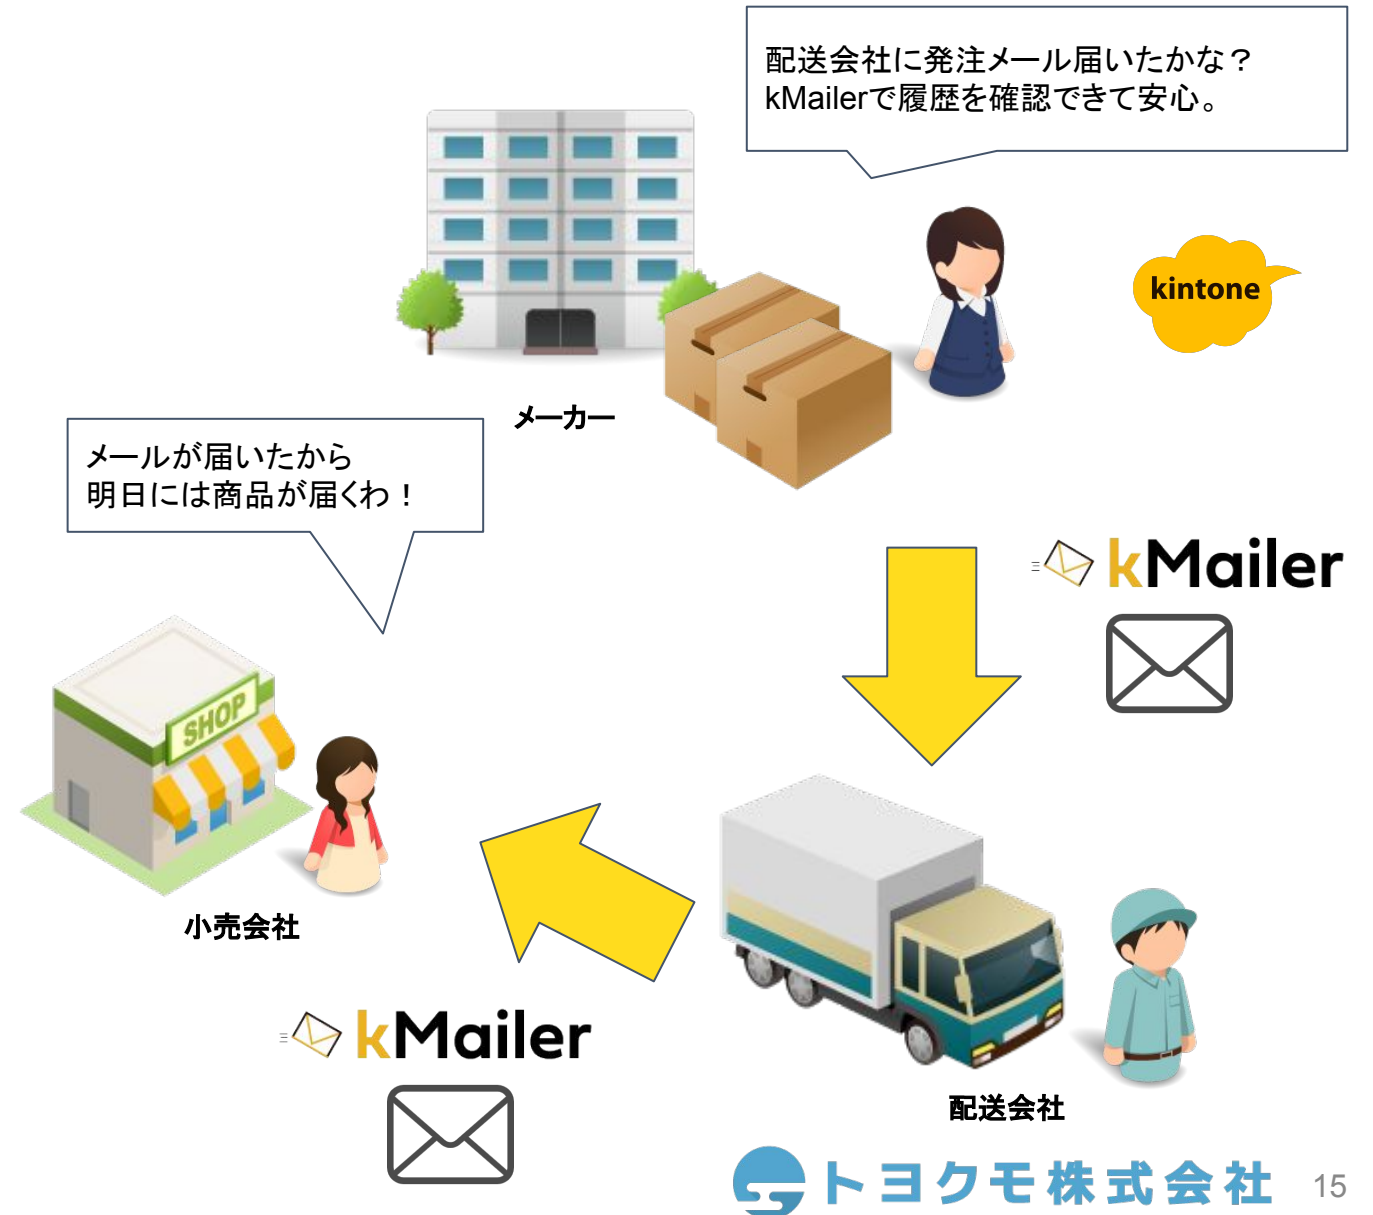 配送会社に発注メール届いたかな？
kMailerで履歴を確認できて安心。
kintone
メーカー
メールが届いたから
明日には商品が届くわ！
kMailer
SHOP
小売会社
kMailer
配送会社
トヨクモ株式会社
15